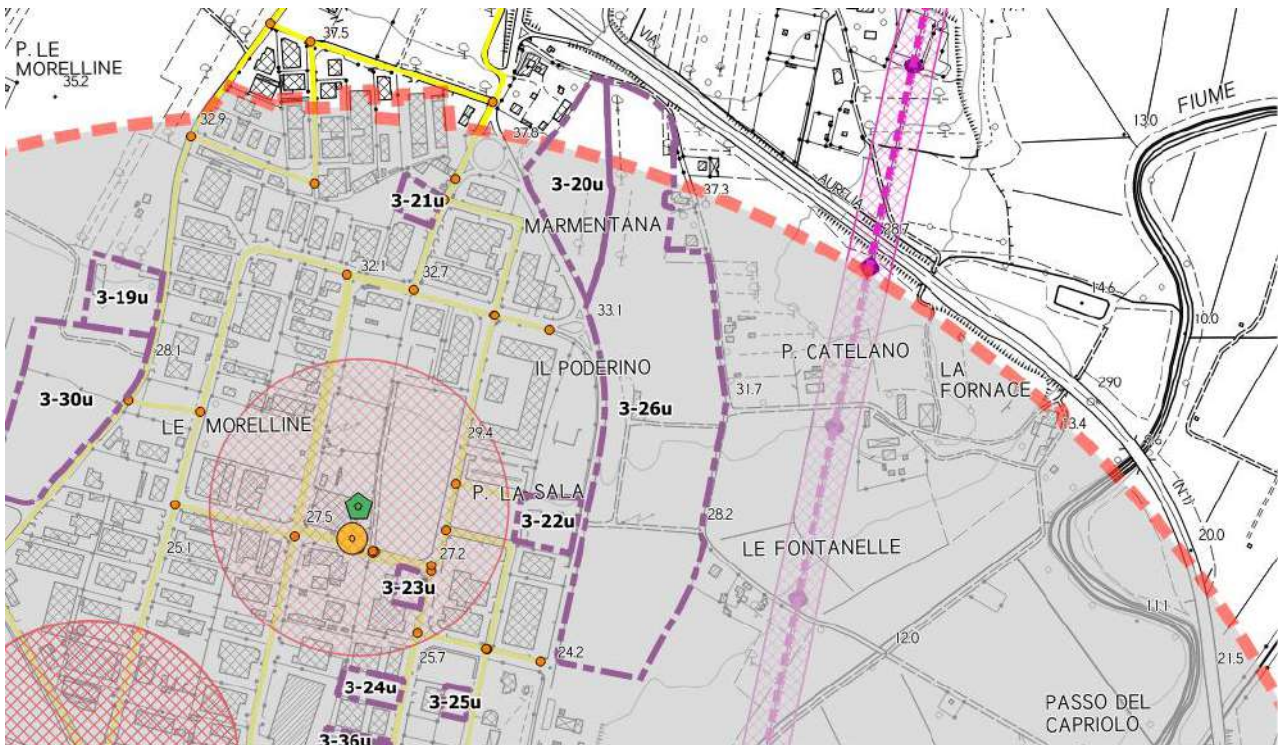 37.5
P. LE
MORELLINE
35.2
VIA
FIUME
13.0
32.9
37.8
3-20u
37.3
AURELIA
3-21u
MARMENTANA
28.7
32.1
32.7
14.6
3-19u
33.1
10.0
28.1
IL PODERINO
P. CATELANO
LA
FORNACE
290
3-30u
31.7
3-26u
LE MORELLINE
29.4
13.4
P. LA SALA
(N.1)
3-22u
28.2
27.5
20.0
25.1
LE FONTANELLE
27.2
3-23u
11.1
12.0
25.7
24.2
21.5
3-24u
3-25u
PASSO DEL
CAPRIOLO
3-36u